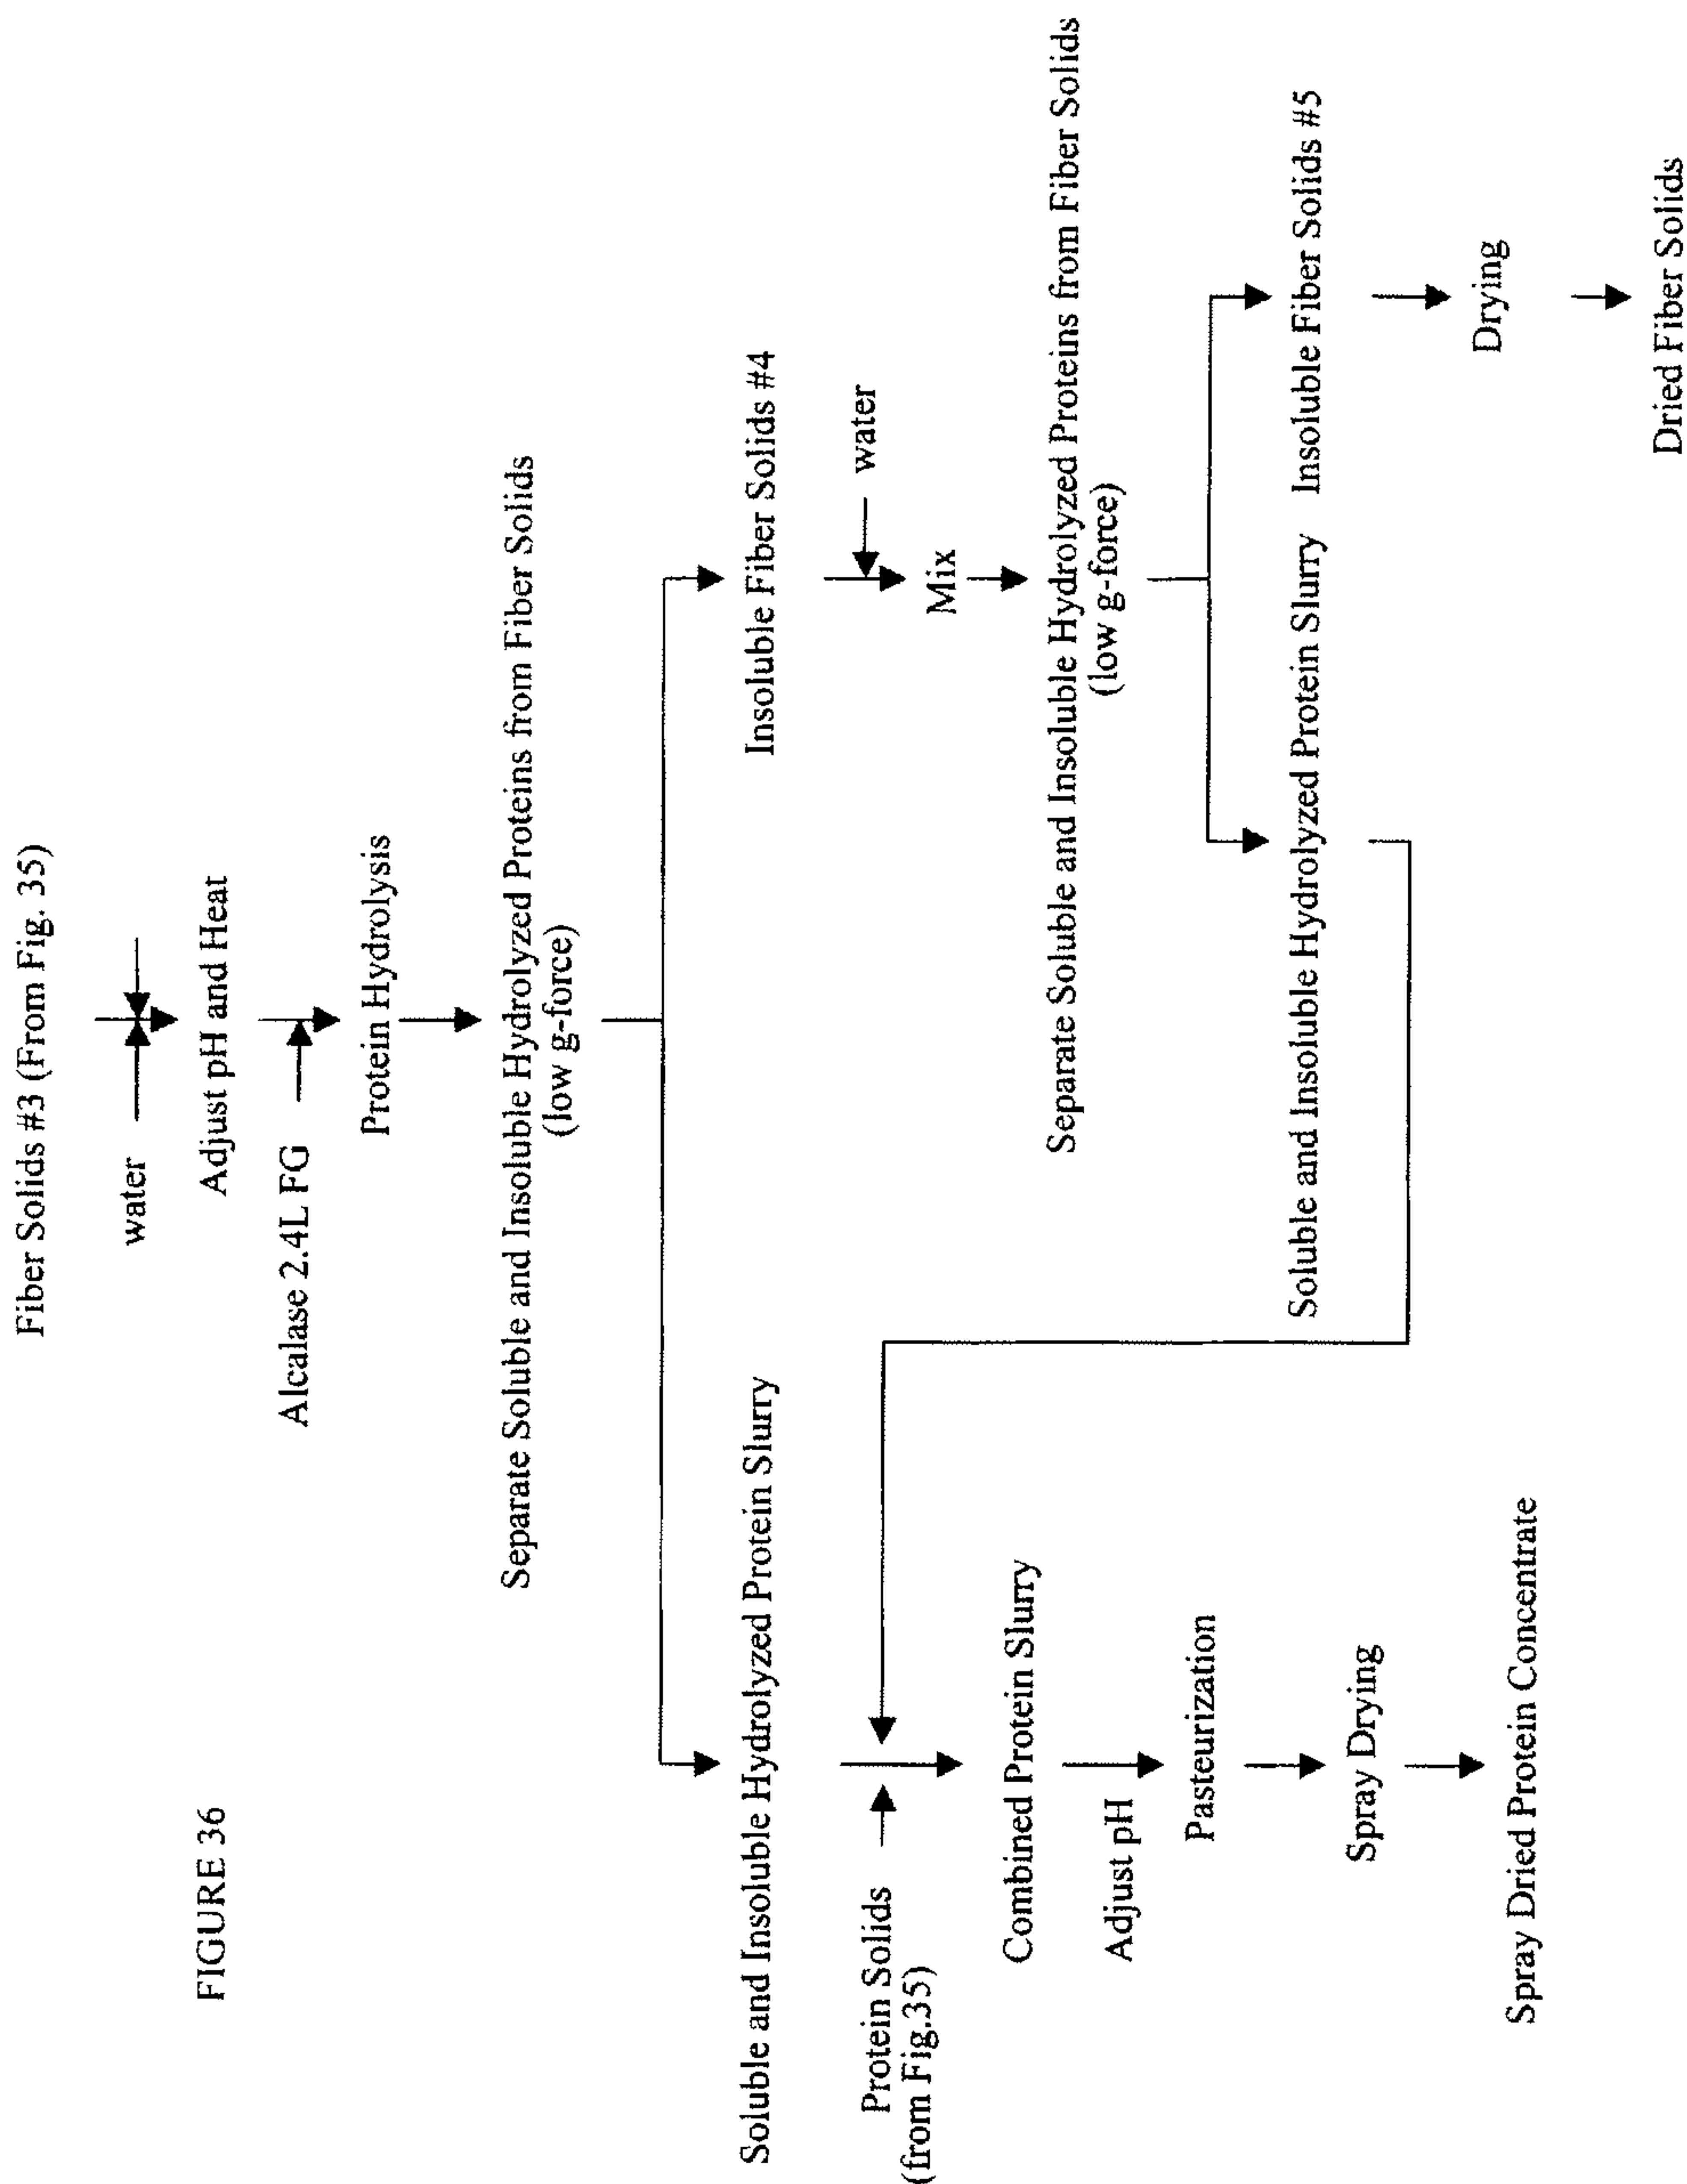 FIGURE 36
Fiber Solids #3 (From Fig. 35)
water
Adjust pH and Heat
Alcalase 2.4L FG
Protein Hydrolysis
Separate Soluble and Insoluble Hydrolyzed Proteins from Fiber Solids
(low g-force)
Soluble and Insoluble Hydrolyzed Protein Slurry
Insoluble Fiber Solids #4
Protein Solids
(from Fig.35)
water
Mix
Combined Protein Slurry
Separate Soluble and Insoluble Hydrolyzed Proteins from Fiber Solids
(low g-force)
Adjust pH
Pasteurization
Soluble and Insoluble Hydrolyzed Protein Slurry
Insoluble Fiber Solids #5
Spray Drying
Drying
Spray Dried Protein Concentrate
Dried Fiber Solids